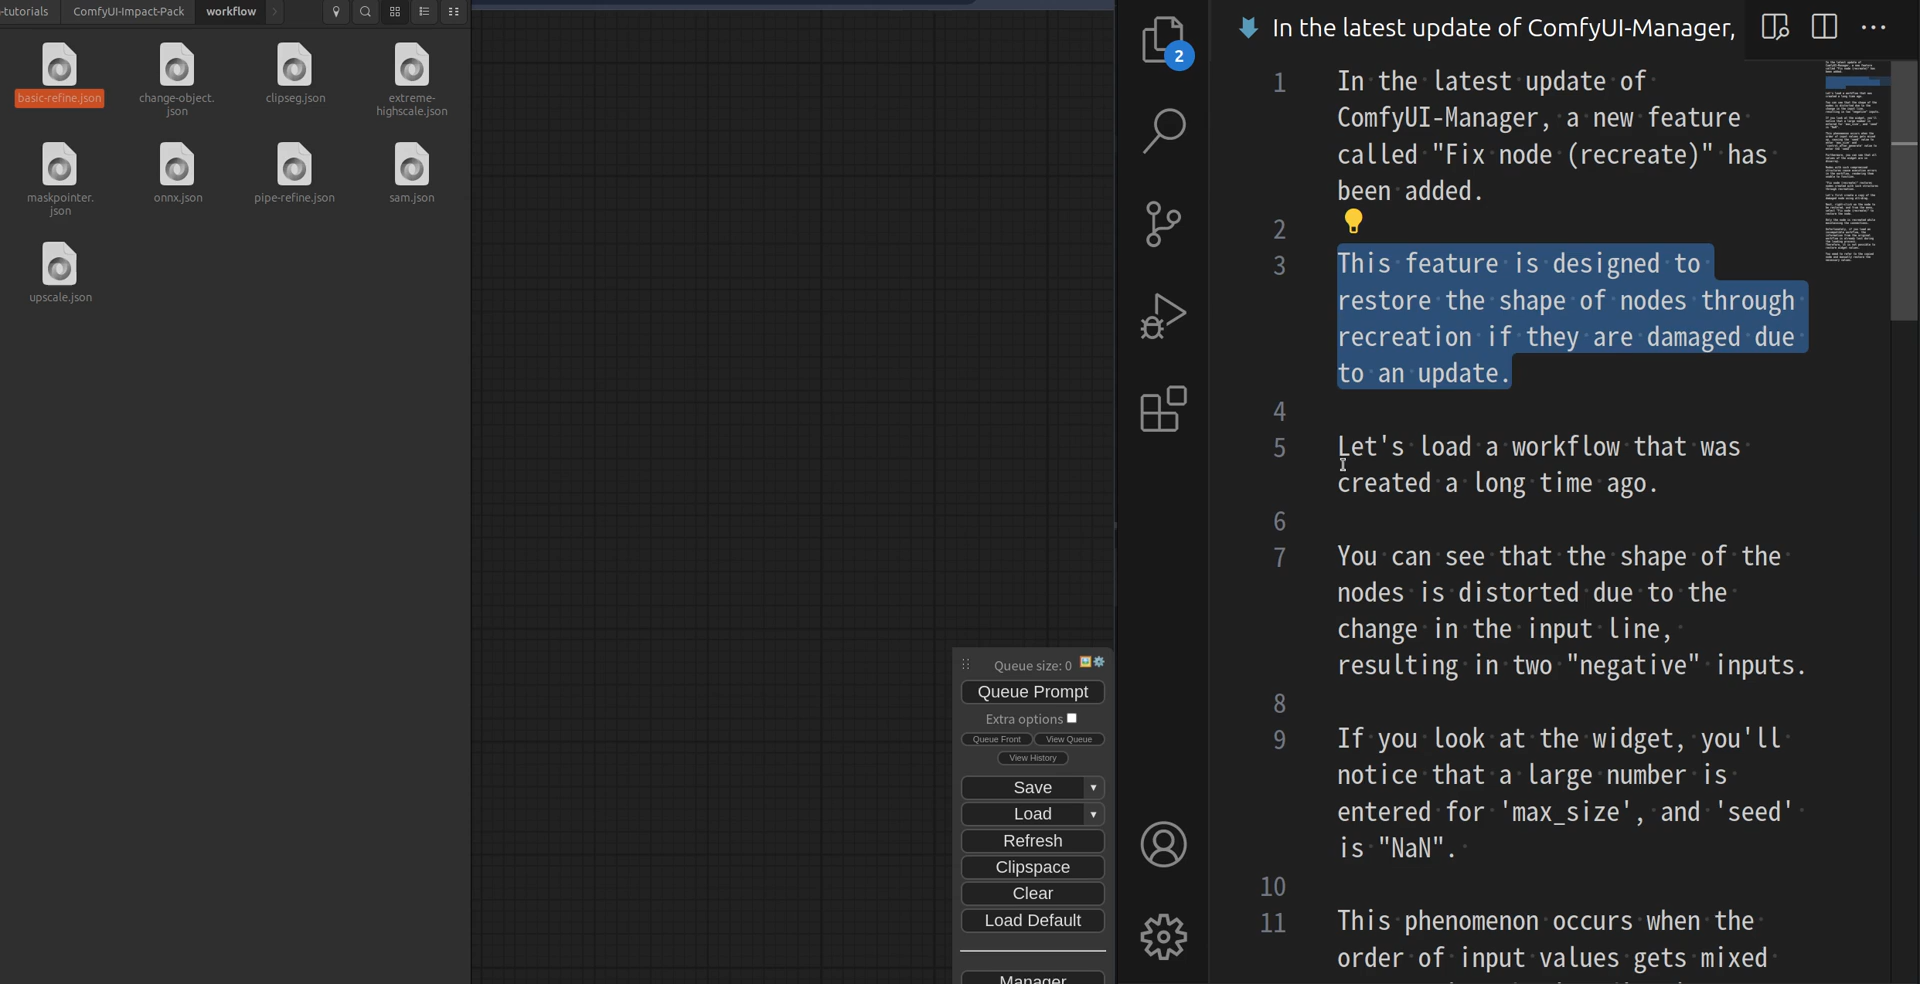 -tutorials
ComfyUI-Impact-Pack
workflow
basic-refine.json
change-object.
json
clipseg.json
extreme-
highscale.json
maskpointer.
json
onnx.json
pipe-refine.json
sam.json
upscale.json
Queue size: 0
Queue Prompt
Extra options
Queue Front
View Queue
View History
Save
Load
Refresh
Clipspace
Clear
Load Default
Manager
2
In the latest update of ComfyUI-Manager,
1 In the latest update of
ComfyUI-Manager, a new feature
called "Fix node (recreate)" has
been added.
2
3 This feature is designed to
restore the shape of nodes through
recreation if they are damaged due
to an update.
4
5 Let's load a workflow that was
created a long time ago.
6
7 You can see that the shape of the
nodes is distorted due to the
change in the input line,
resulting in two "negative" inputs.
8
9 If you look at the widget, you'll
notice that a large number is
entered for 'max_size', and 'seed'
is "NaN".
10
11 This phenomenon occurs when the
order of input values gets mixed